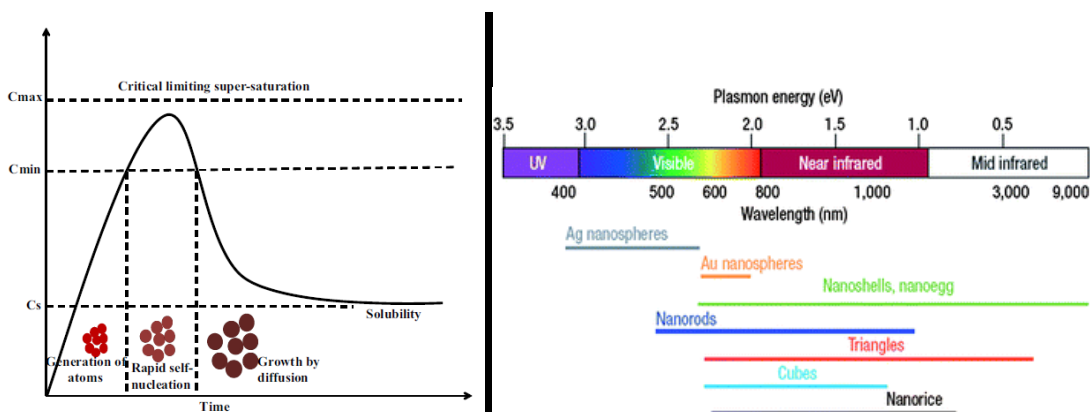 Critical limiting super-saturation
Cmax
Cmin
Cs
Solubility
Generation of
atoms
Rapid self-
nucleation
Growth by
diffusion
Time
Plasmon energy (eV)
3.5 3.0 2.5 2.0 1.5 1.0 0.5
UV Visible Near infrared Mid infrared
400 500 600 800 1,000 3,000 9,000
Wavelength (nm)
Ag nanospheres
Au nanospheres
Nanoshells, nanoegg
Nanorods
Triangles
Cubes
Nanorice